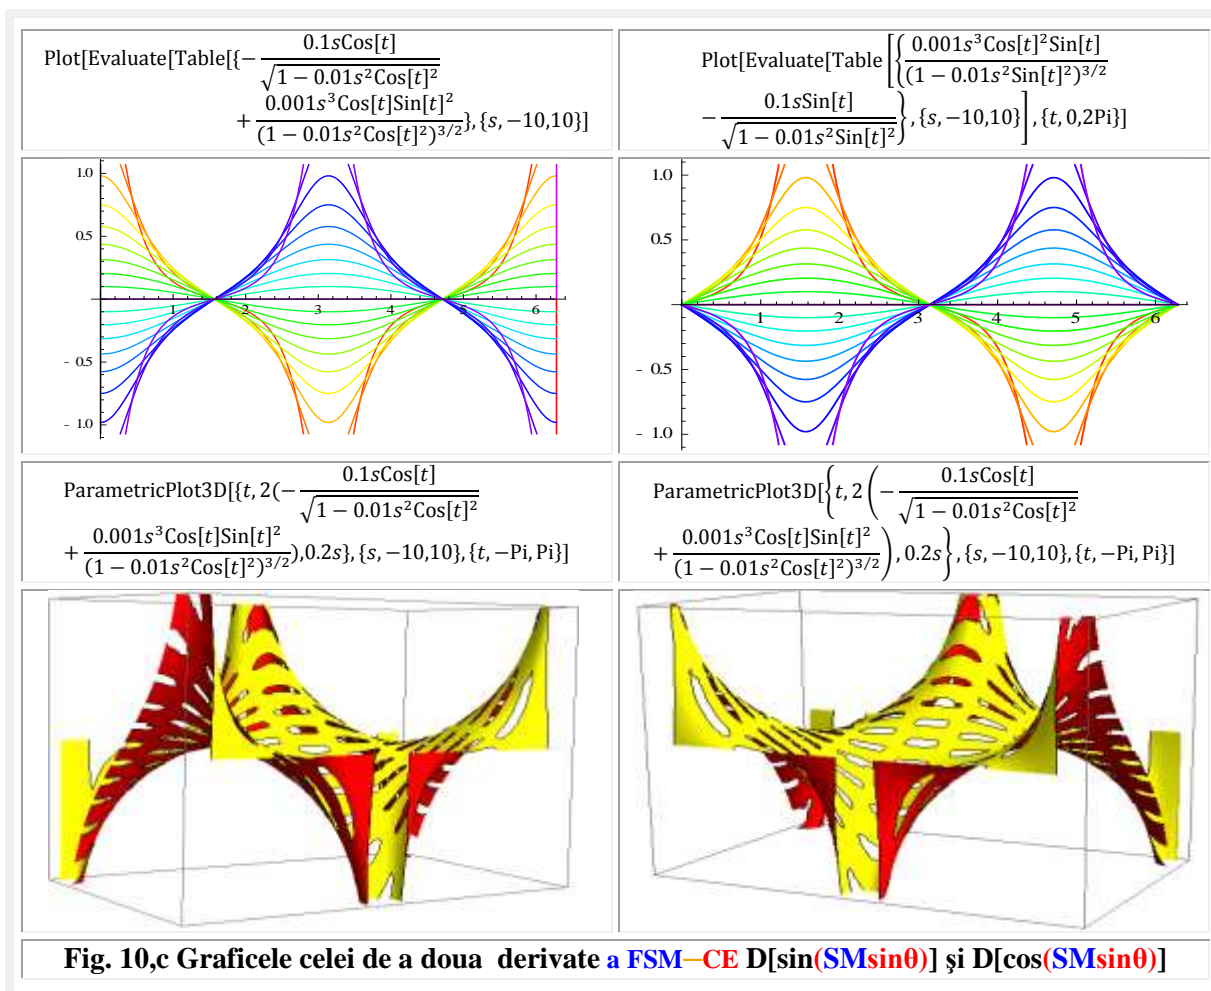 Plot[Evaluate[Table[{−0.1sCos[t]/√(1 − 0.01s²Cos[t]²)
+ 0.001s³Cos[t]Sin[t]²/(1 − 0.01s²Cos[t]²)^{3/2}},{s,−10,10}]
Plot[Evaluate[Table[{0.001s³Cos[t]²Sin[t]/(1 − 0.01s²Sin[t]²)^{3/2}
− 0.1sSin[t]/√(1 − 0.01s²Sin[t]²)},{s,−10,10}],{t,0,2Pi}]
1.0
0.5
1 2 3 4 5 6
- 0.5
- 1.0
1.0
0.5
1 2 3 4 5 6
- 0.5
- 1.0
ParametricPlot3D[{t,2(−0.1sCos[t]/√(1 − 0.01s²Cos[t]²)
+ 0.001s³Cos[t]Sin[t]²/(1 − 0.01s²Cos[t]²)^{3/2}),0.2s},{s,−10,10},{t,−Pi,Pi}]
ParametricPlot3D[{t,2(−0.1sCos[t]/√(1 − 0.01s²Cos[t]²)
+ 0.001s³Cos[t]Sin[t]²/(1 − 0.01s²Cos[t]²)^{3/2}),0.2s},{s,−10,10},{t,−Pi,Pi}]
Fig. 10,c Graficele celei de a doua derivate a FSM—CE D[sin(SMsinθ)] şi D[cos(SMsinθ)]